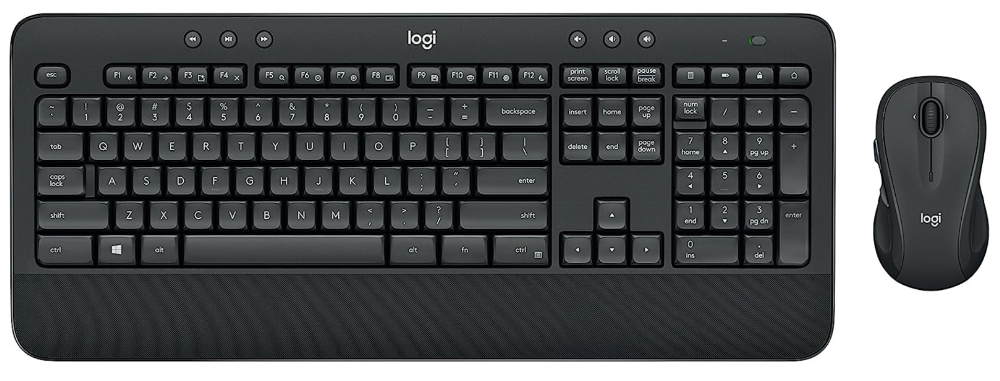 logi
esc F1 F2 F3 F4 F5 F6 F7 F8 F9 F10 F11 F12 print screen scroll lock pause break
~ ` ! 1 @ 2 # 3 $ 4 % 5 ^ 6 & 7 * 8 ( 9 ) 0 _ - + = backspace insert home page up num lock / * -
tab Q W E R T Y U I O P { [ } ] | \ delete end page down 7 home 8 9 pg up +
caps lock A S D F G H J K L : ; " ' enter 4 5 6
shift Z X C V B N M < , > . ? / shift 1 end 2 3 pg dn enter
ctrl alt alt fn ctrl 0 ins . del
logi